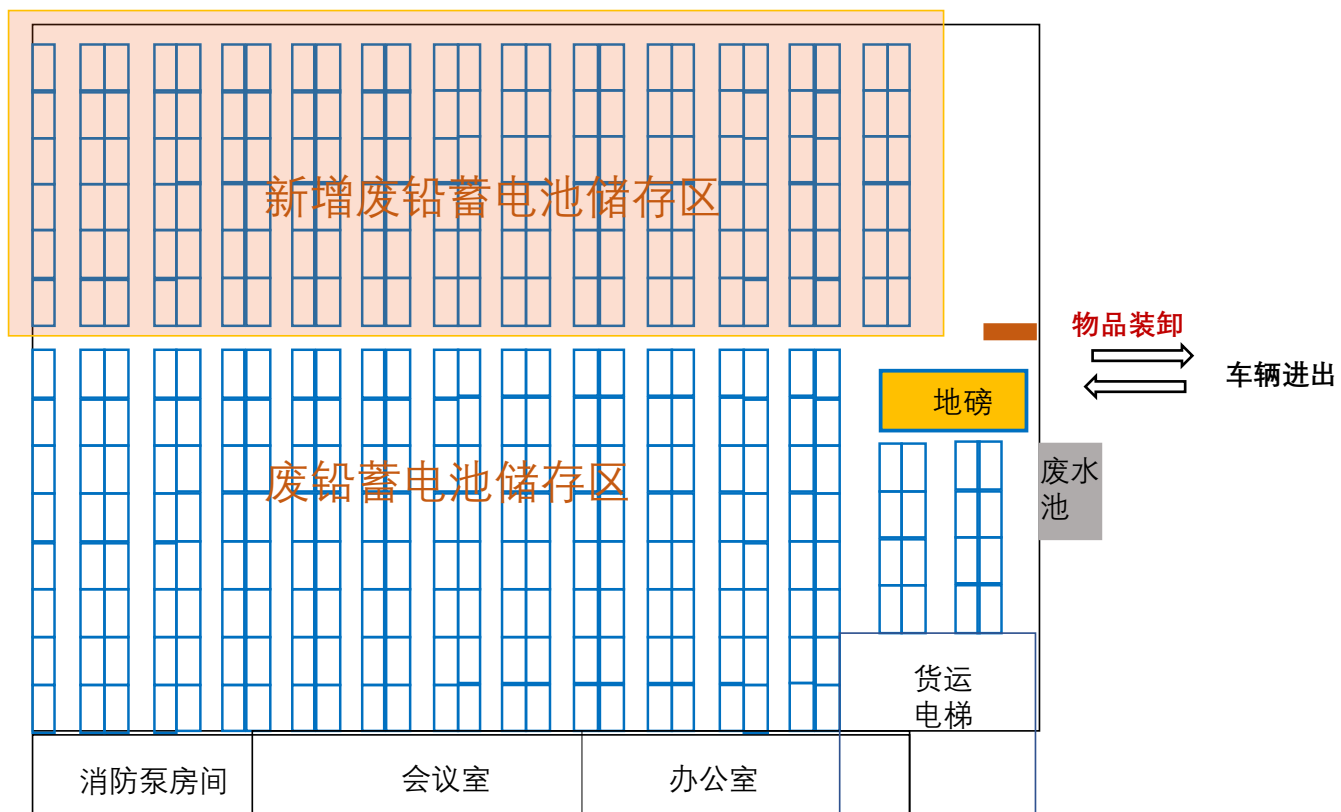 新增废铅蓄电池储存区
物品装卸
车辆进出
地磅
废铅蓄电池储存区
废水
池
货运
电梯
消防泵房间
会议室
办公室